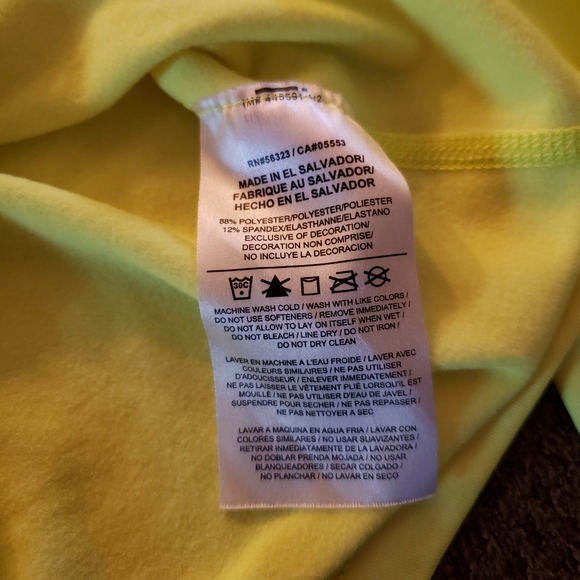 RN#56323 / CA#05553
MADE IN EL SALVADOR/
FABRIQUE AU SALVADOR/
HECHO EN EL SALVADOR
88% POLYESTER/POLYESTER/POLIESTER
12% SPANDEX/ELASTHANNE/ELASTANO
EXCLUSIVE OF DECORATION/
DECORATION NON COMPRISE/
NO INCLUYE LA DECORACION
30C
MACHINE WASH COLD / WASH WITH LIKE COLORS /
DO NOT USE SOFTENERS / REMOVE IMMEDIATELY /
DO NOT ALLOW TO LAY ON ITSELF WHEN WET /
DO NOT BLEACH / LINE DRY / DO NOT IRON /
DO NOT DRY CLEAN
LAVER EN MACHINE A L'EAU FROIDE / LAVER AVEC
COULEURS SIMILAIRES / NE PAS UTILISER
D'ADOUCISSEUR / ENLEVER IMMEDIATEMENT /
NE PAS LAISSER LE VÊTEMENT PLIÉ LORSQU'IL EST
MOUILLÉ / NE PAS UTILISER D'EAU DE JAVEL /
SUSPENDRE POUR SECHER / NE PAS REPASSER /
NE PAS NETTOYER A SEC
LAVAR A MAQUINA EN AGUA FRIA / LAVAR CON
COLORES SIMILARES / NO USAR SUAVIZANTES /
RETIRAR INMEDIATAMENTE DE LA LAVADORA /
NO DOBLAR PRENDA MOJADA / NO USAR
BLANQUEADORES / SECAR COLGADO /
NO PLANCHAR / NO LAVAR EN SECO